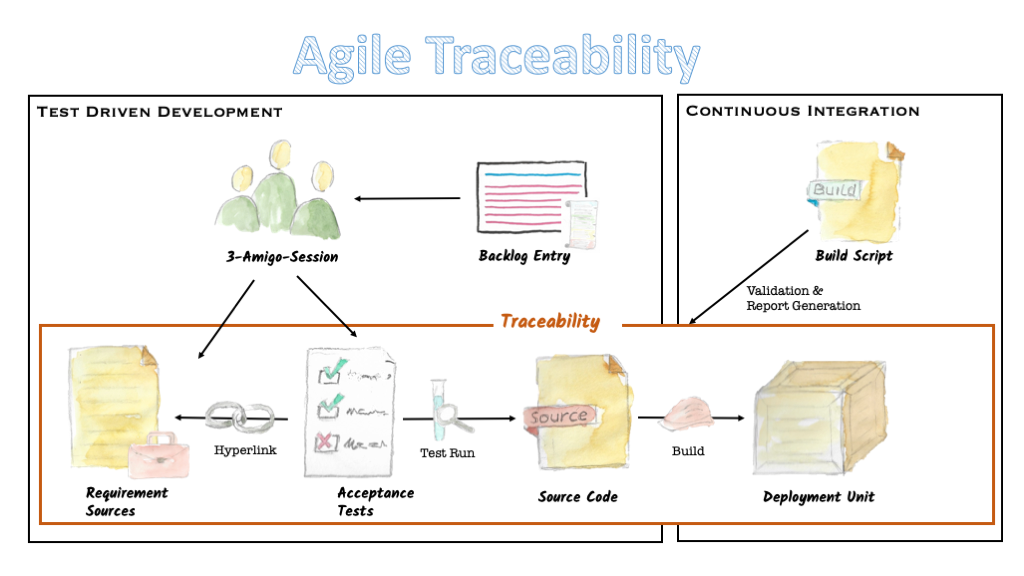 Agile Traceability
Test Driven Development
Continuous Integration
Build
3-Amigo-Session
Backlog Entry
Build Script
Validation &
Report Generation
Traceability
Source
Hyperlink
Test Run
Build
Requirement
Sources
Acceptance
Tests
Source Code
Deployment Unit